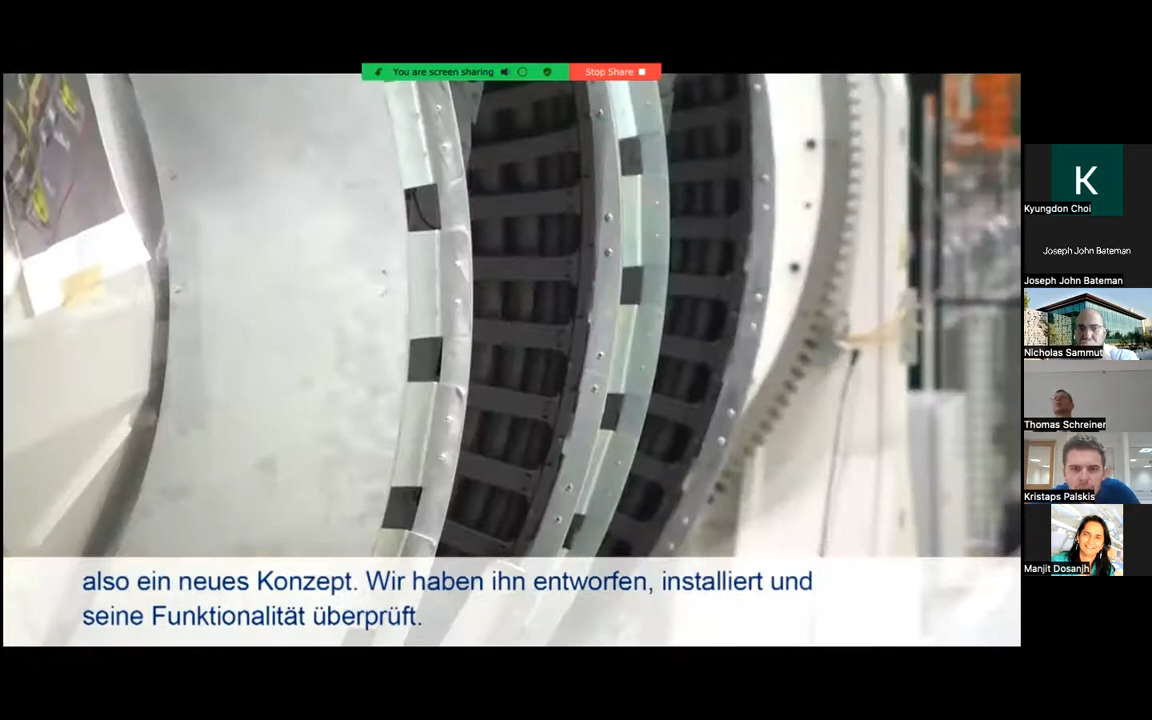 You are screen sharing
Stop Share
K
Kyungdon Choi
Joseph John Bateman
Joseph John Bateman
Nicholas Sammut
Thomas Schreiner
Kristaps Palskis
Manjit Dosanjh
also ein neues Konzept. Wir haben ihn entworfen, installiert und
seine Funktionalität überprüft.